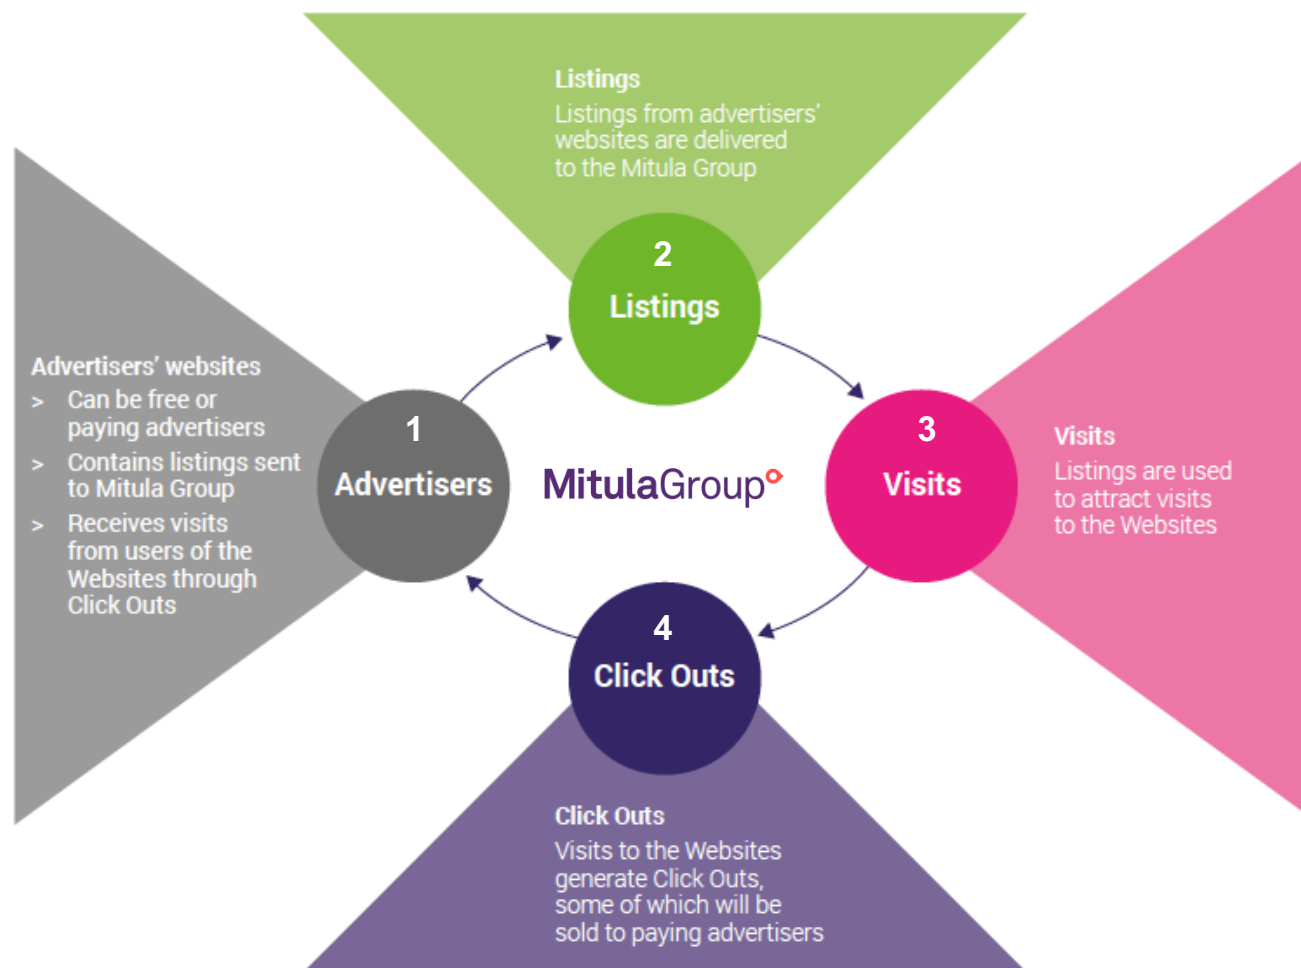 Listings
Listings from advertisers’
websites are delivered
to the Mitula Group
2
Listings
Advertisers’ websites
> Can be free or
paying advertisers
> Contains listings sent
to Mitula Group
> Receives visits
from users of the
Websites through
Click Outs
1
Advertisers
MitulaGroup
3
Visits
Visits
Listings are used
to attract visits
to the Websites
4
Click Outs
Click Outs
Visits to the Websites
generate Click Outs,
some of which will be
sold to paying advertisers